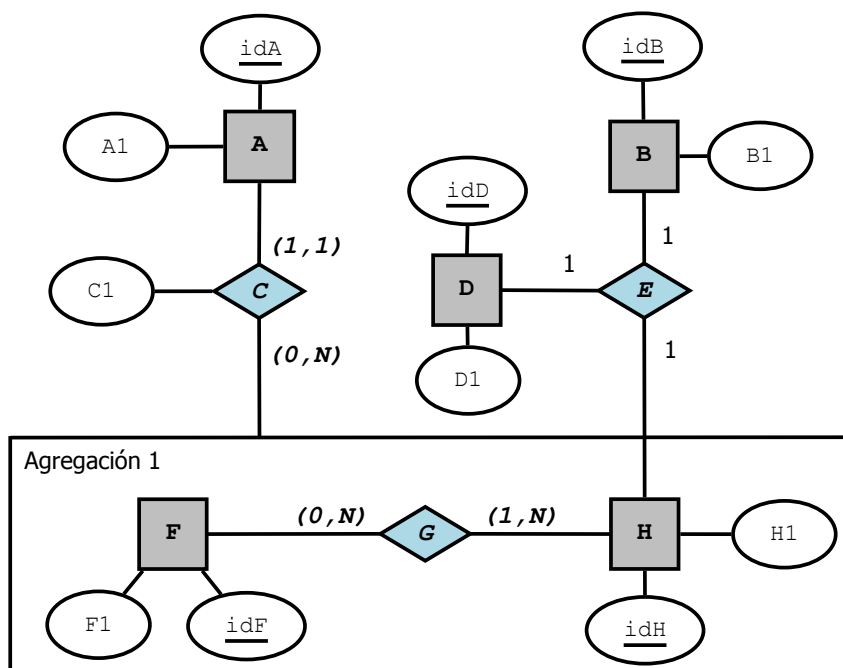 idA
idB
A1
A
B
B1
idD
(1,1)
1
C1
C
D
1
E
(0,N)
1
D1
Agregación 1
F
(0,N)
G
(1,N)
H
H1
F1
idF
idH